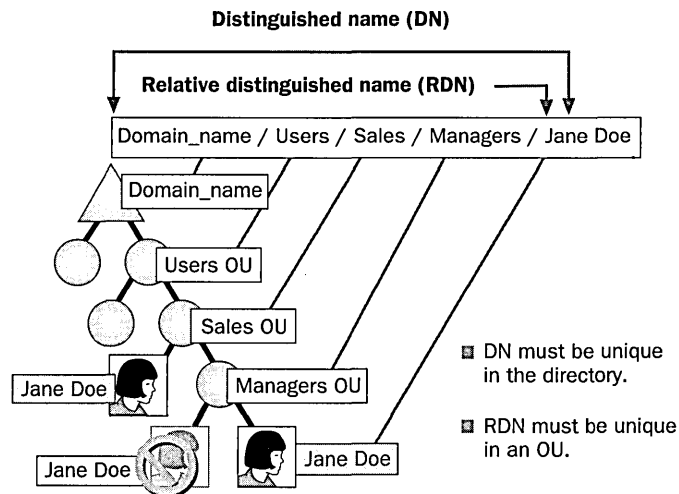 Distinguished name (DN)
Relative distinguished name (RDN)
Domain_name / Users / Sales / Managers / Jane Doe
Domain_name
Users OU
Sales OU
Jane Doe
Managers OU
Jane Doe
Jane Doe
DN must be unique
in the directory.
RDN must be unique
in an OU.